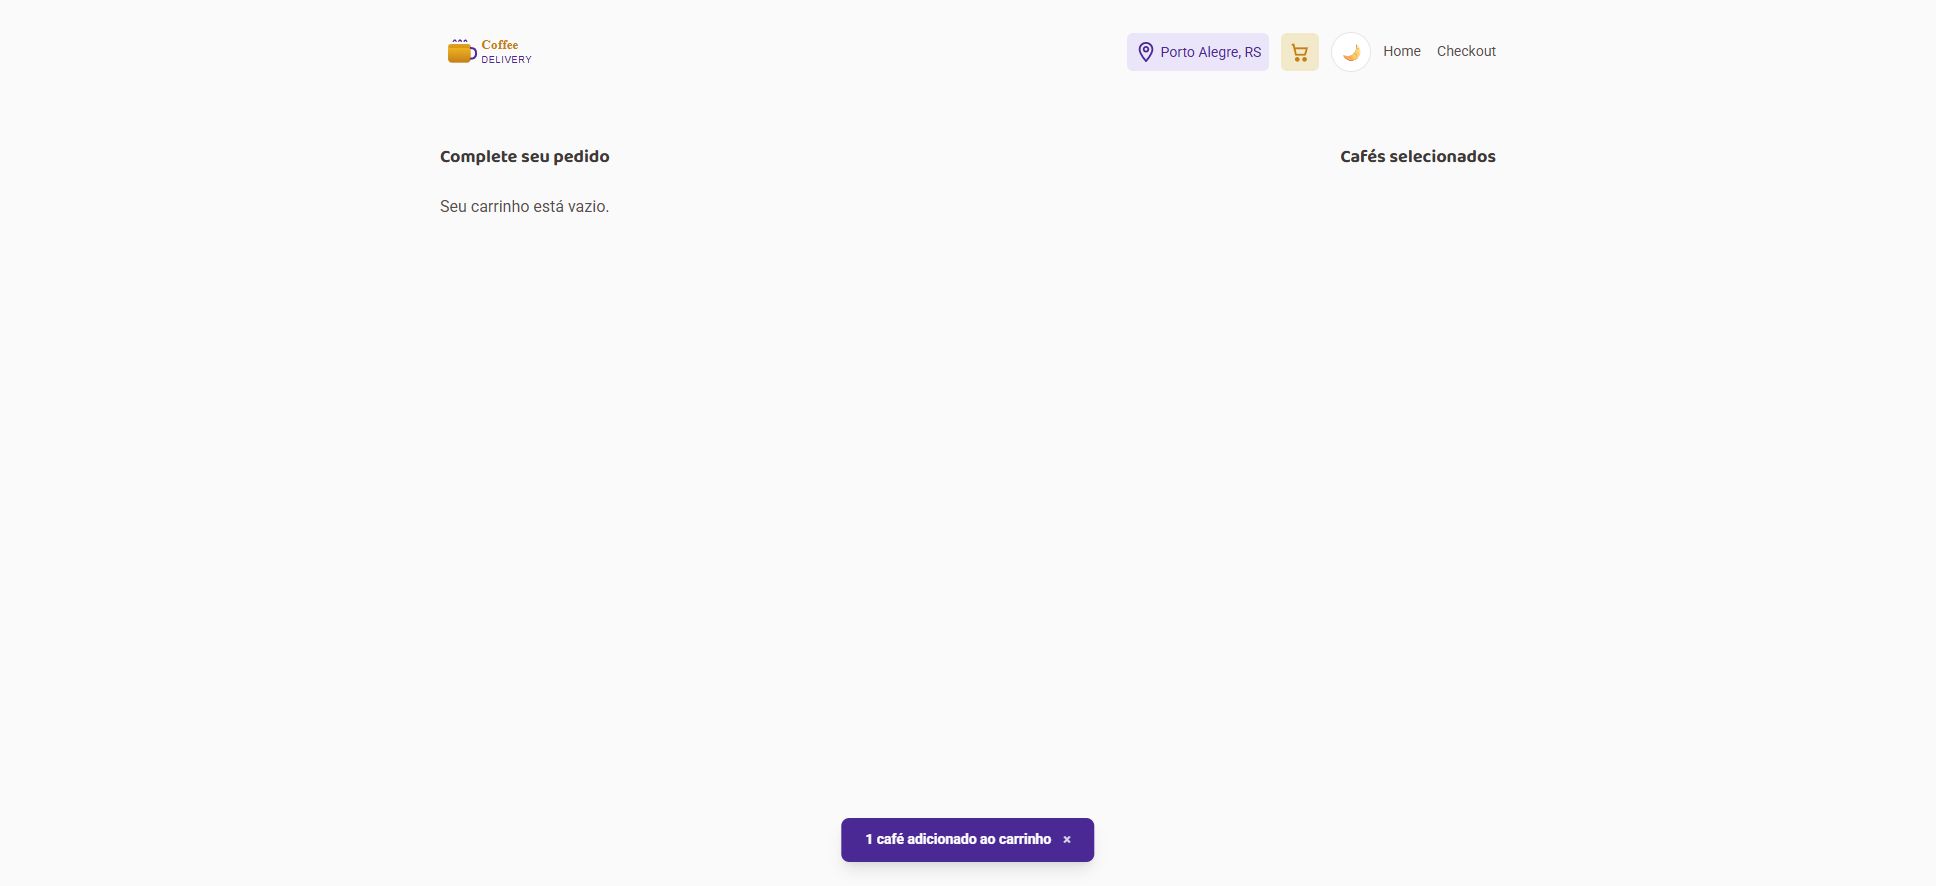 Coffee
DELIVERY
Porto Alegre, RS
Home
Checkout
Complete seu pedido
Cafés selecionados
Seu carrinho está vazio.
1 café adicionado ao carrinho ×